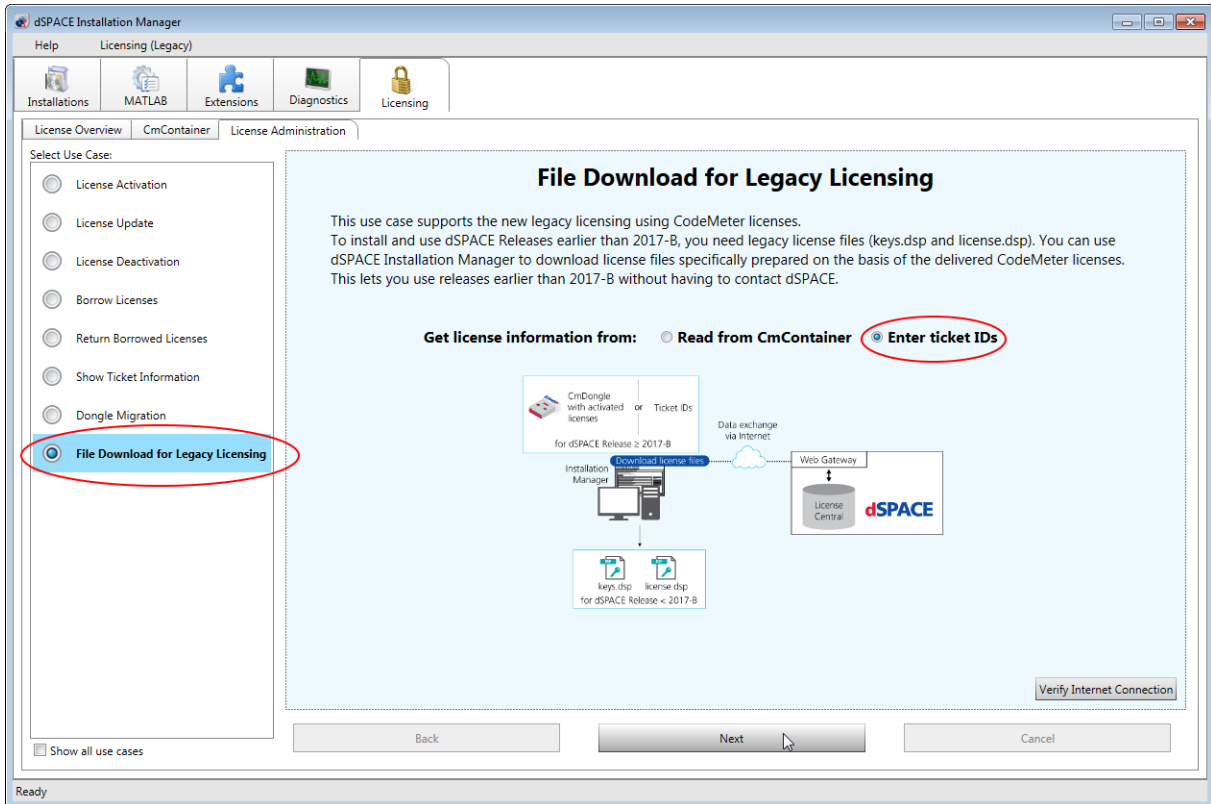 dSPACE Installation Manager
Help Licensing (Legacy)
Installations MATLAB Extensions Diagnostics Licensing
License Overview CmContainer License Administration
Select Use Case:
License Activation
License Update
License Deactivation
Borrow Licenses
Return Borrowed Licenses
Show Ticket Information
Dongle Migration
File Download for Legacy Licensing
Show all use cases
File Download for Legacy Licensing
This use case supports the new legacy licensing using CodeMeter licenses.
To install and use dSPACE Releases earlier than 2017-B, you need legacy license files (keys.dsp and license.dsp). You can use
dSPACE Installation Manager to download license files specifically prepared on the basis of the delivered CodeMeter licenses.
This lets you use releases earlier than 2017-B without having to contact dSPACE.
Get license information from: Read from CmContainer Enter ticket IDs
CmDongle
with activated or Ticket IDs
licenses
for dSPACE Release ≥ 2017-B
Data exchange
via Internet
Download license files
Installation
Manager
Web Gateway
License
Central
dSPACE
keys.dsp license.dsp
for dSPACE Release < 2017-B
Verify Internet Connection
Back Next Cancel
Ready